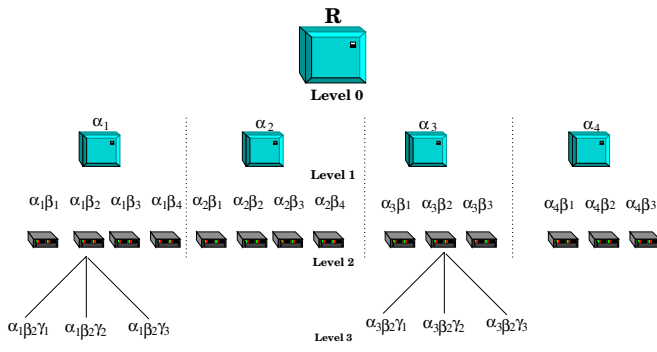 R
Level 0
α₁ α₂ α₃ α₄
Level 1
α₁β₁ α₁β₂ α₁β₃ α₁β₄ α₂β₁ α₂β₂ α₂β₃ α₂β₄ α₃β₁ α₃β₂ α₃β₃ α₄β₁ α₄β₂ α₄β₃
Level 2
α₁β₂γ₁ α₁β₂γ₂ α₁β₂γ₃ α₃β₂γ₁ α₃β₂γ₂ α₃β₂γ₃
Level 3